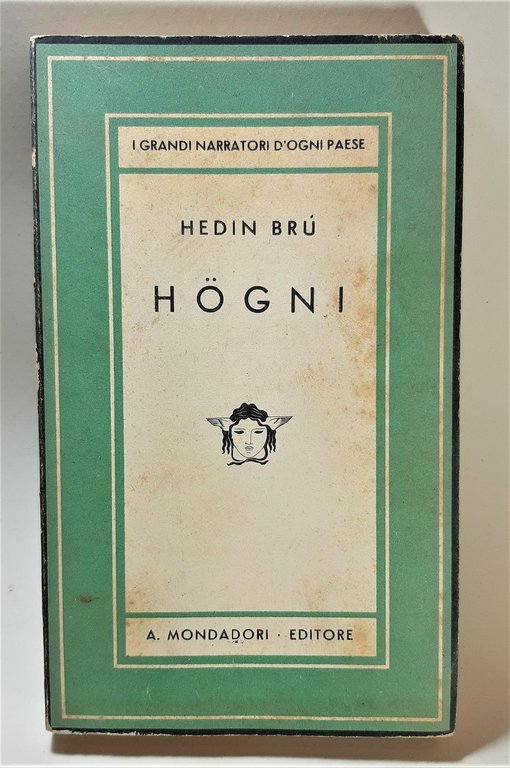 I GRANDI NARRATORI D'OGNI PAESE
HEDIN BRÚ
HÖGNI
A. MONDADORI · EDITORE